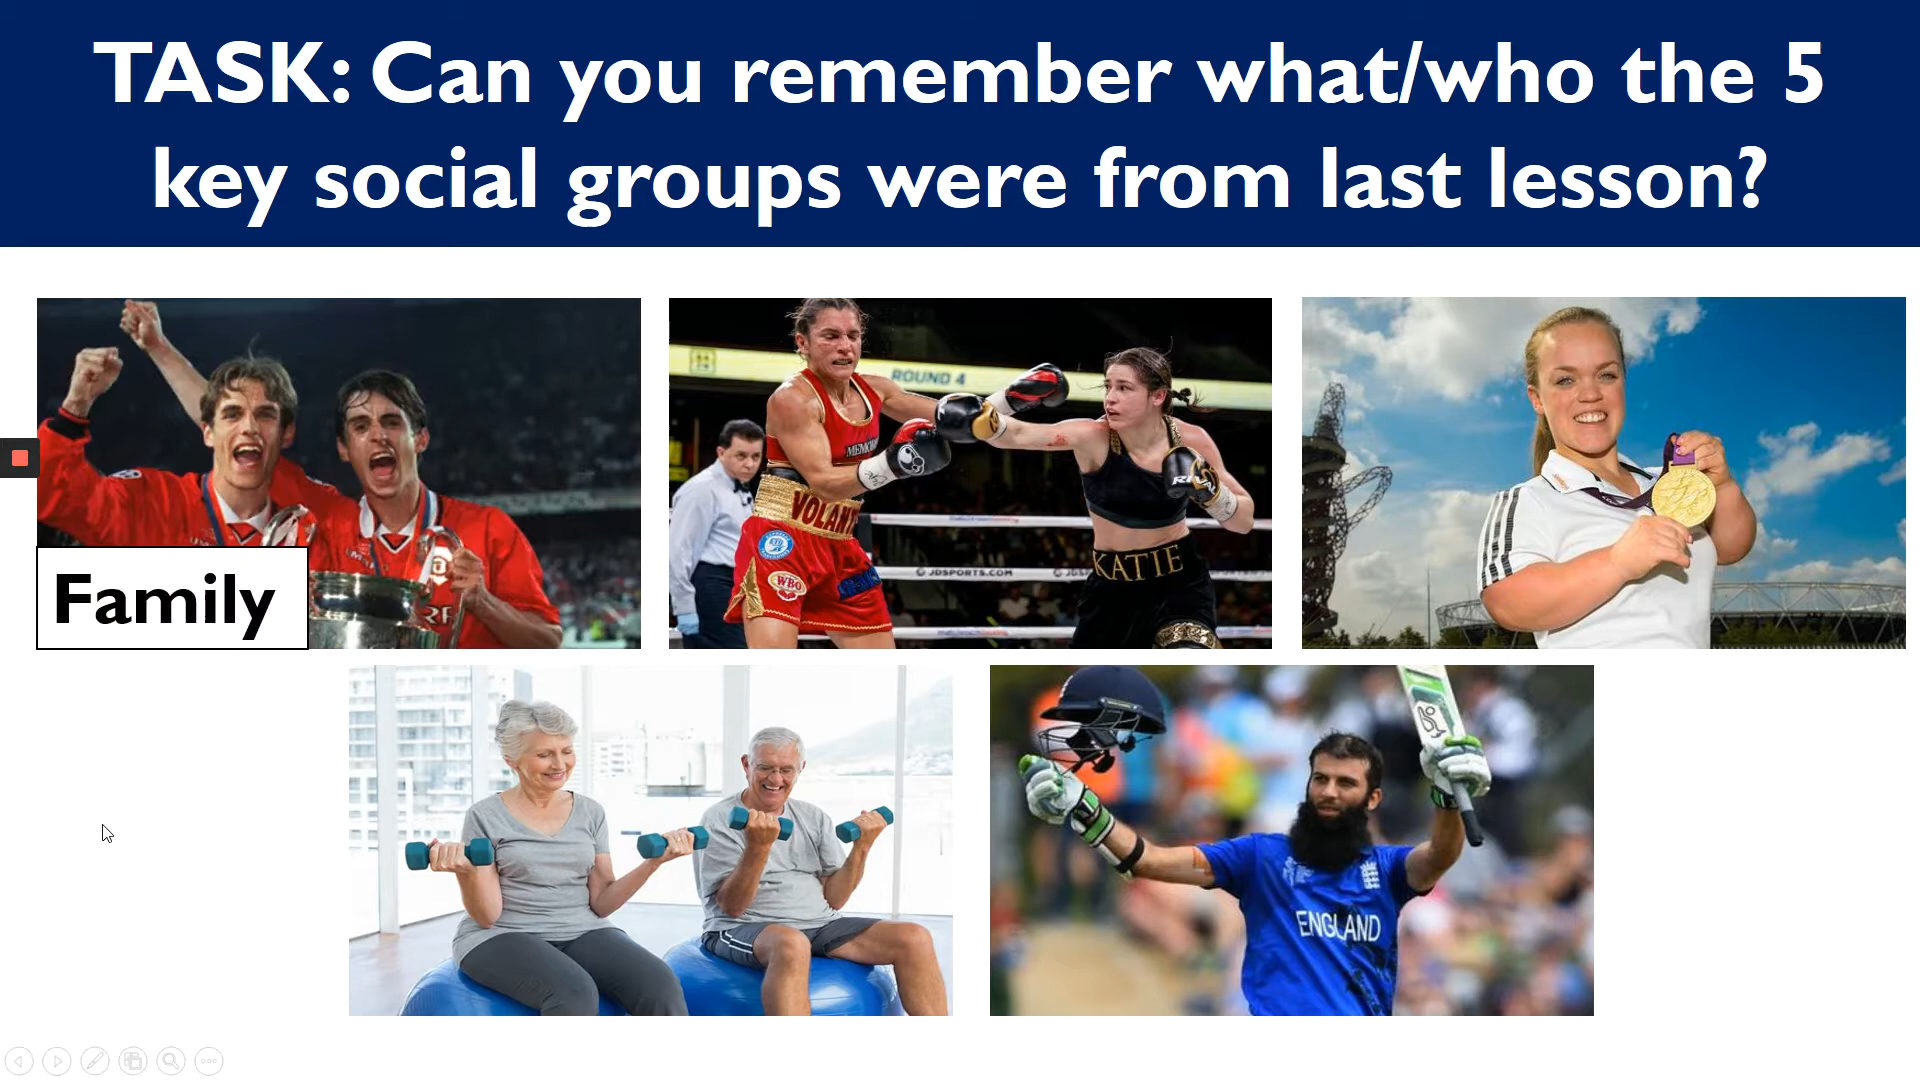 TASK: Can you remember what/who the 5
key social groups were from last lesson?
Family
ROUND 4
VOLANT
WBO
KATIE
JDSPORTS.COM
ENGLAND